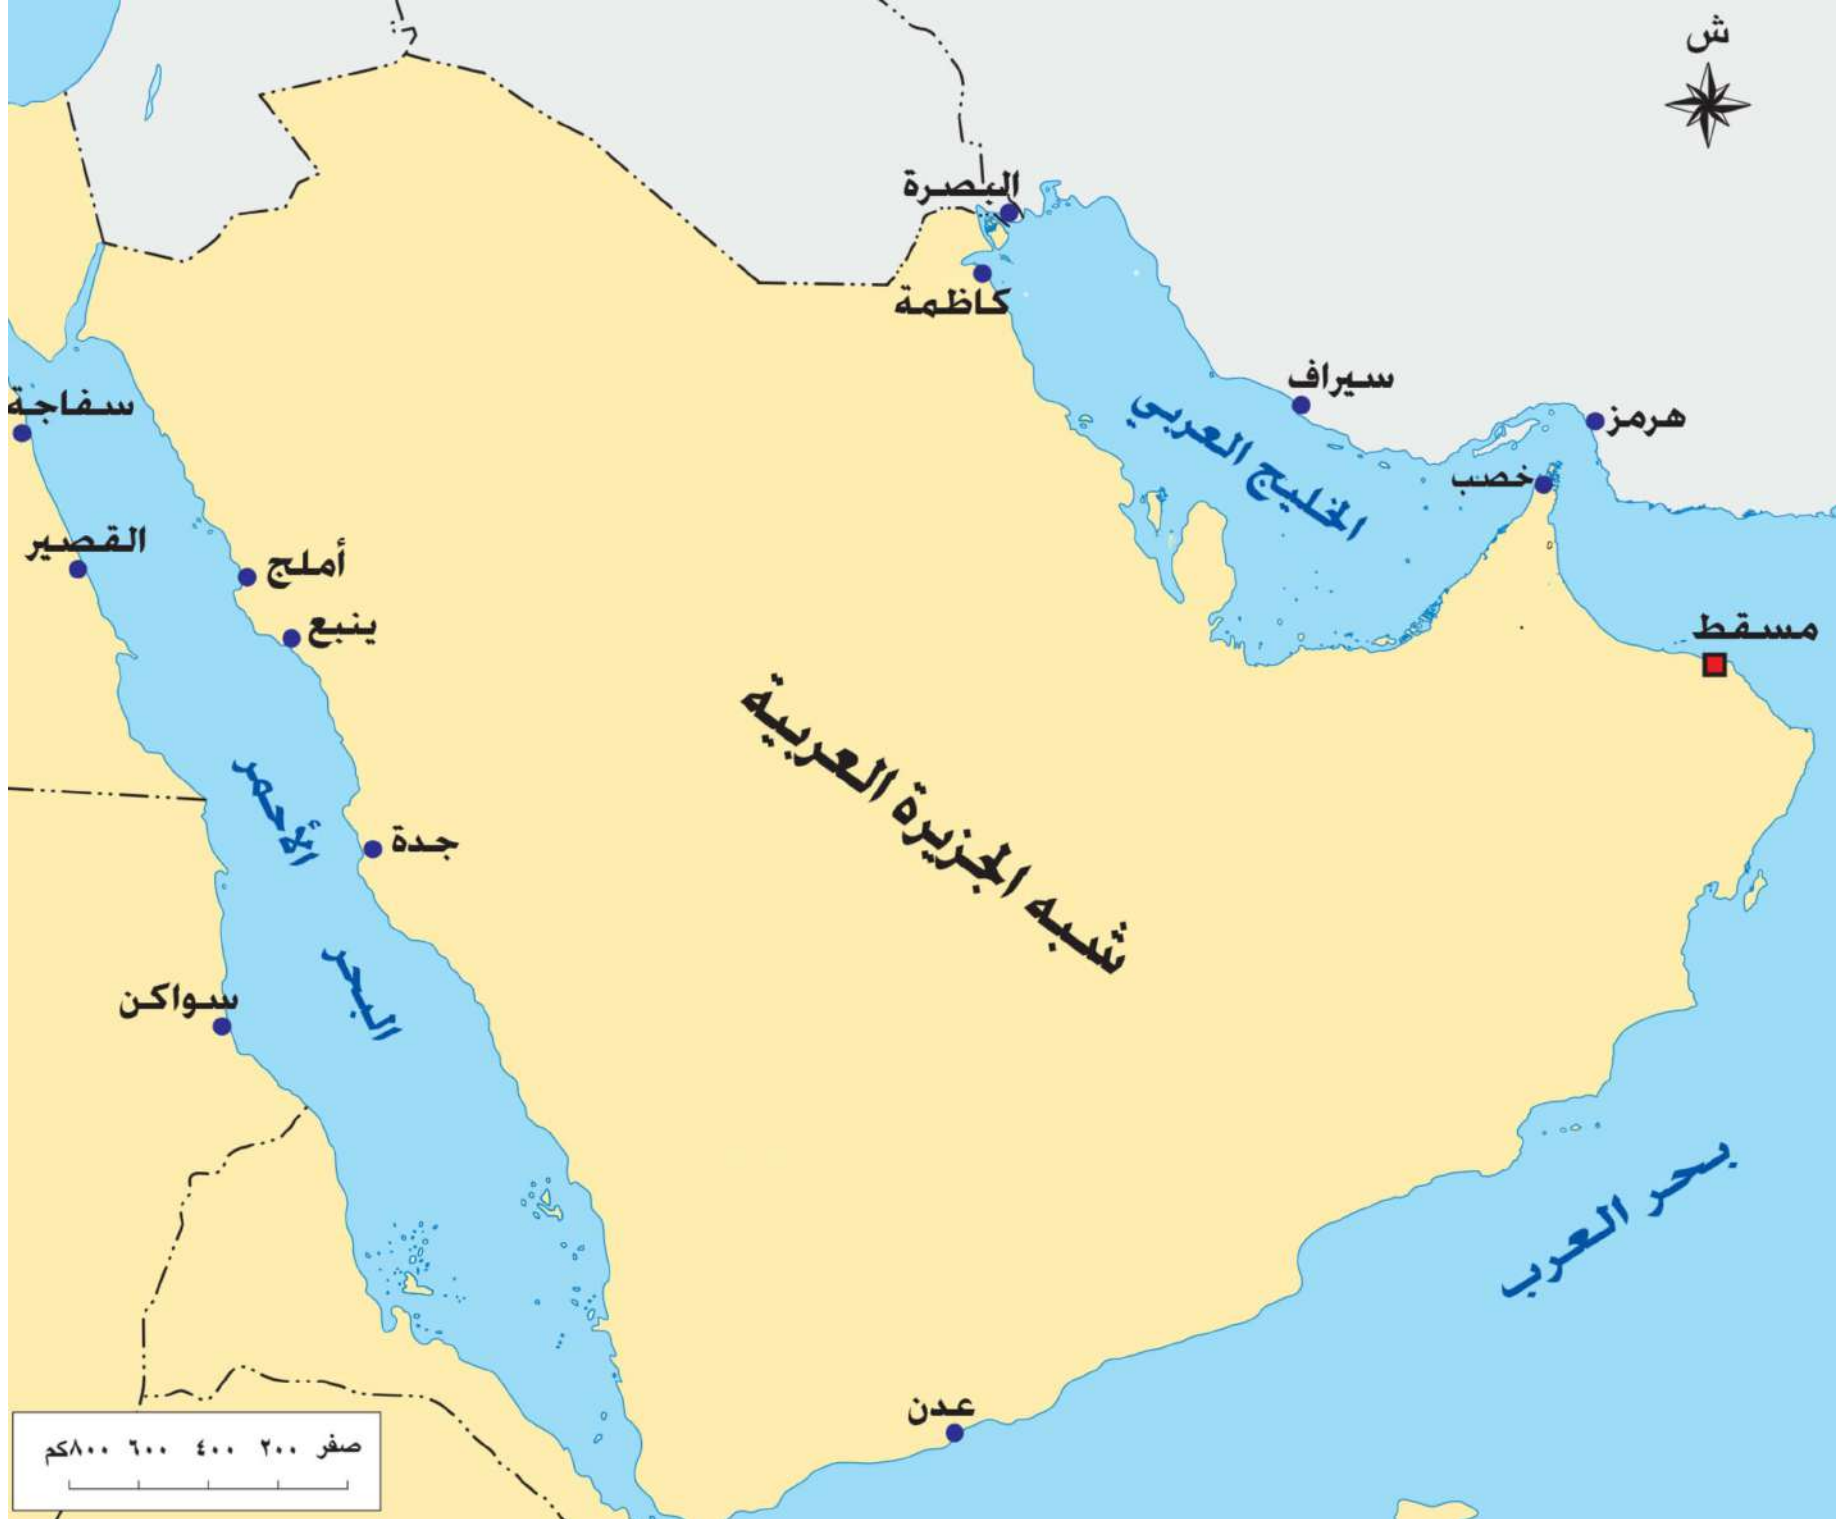 ش
البصرة
كاظمة
سيراف
هرمز
خصب
الخليج العربي
سفاجة
القصير
أملج
ينبع
مسقط
شبه الجزيرة العربية
جدة
البحر الأحمر
سواكن
بحر العرب
عدن
صفر ٢٠٠ ٤٠٠ ٦٠٠ ٨٠٠كم